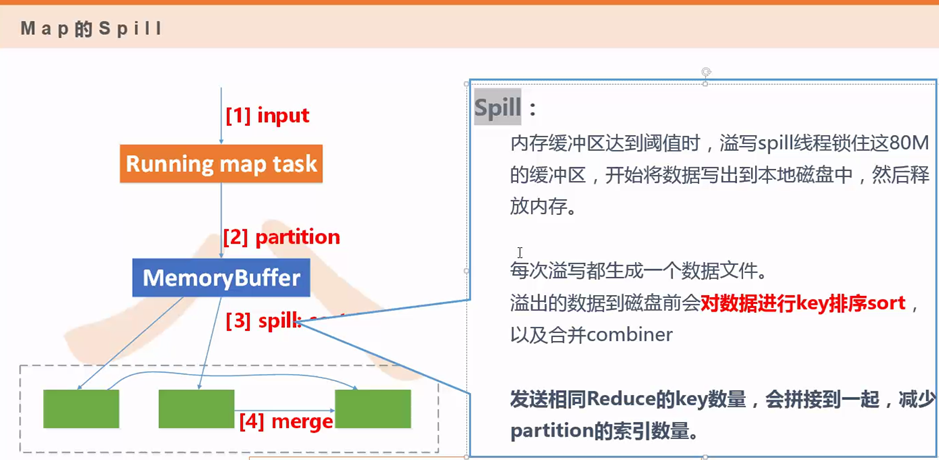 Map的Spill
[1] input
Running map task
[2] partition
MemoryBuffer
[3] spill:
[4] merge
Spill：
内存缓冲区达到阈值时，溢写spill线程锁住这80M
的缓冲区，开始将数据写出到本地磁盘中，然后释
放内存。
每次溢写都生成一个数据文件。
溢出的数据到磁盘前会对数据进行key排序sort，
以及合并combiner
发送相同Reduce的key数量，会拼接到一起，减少
partition的索引数量。